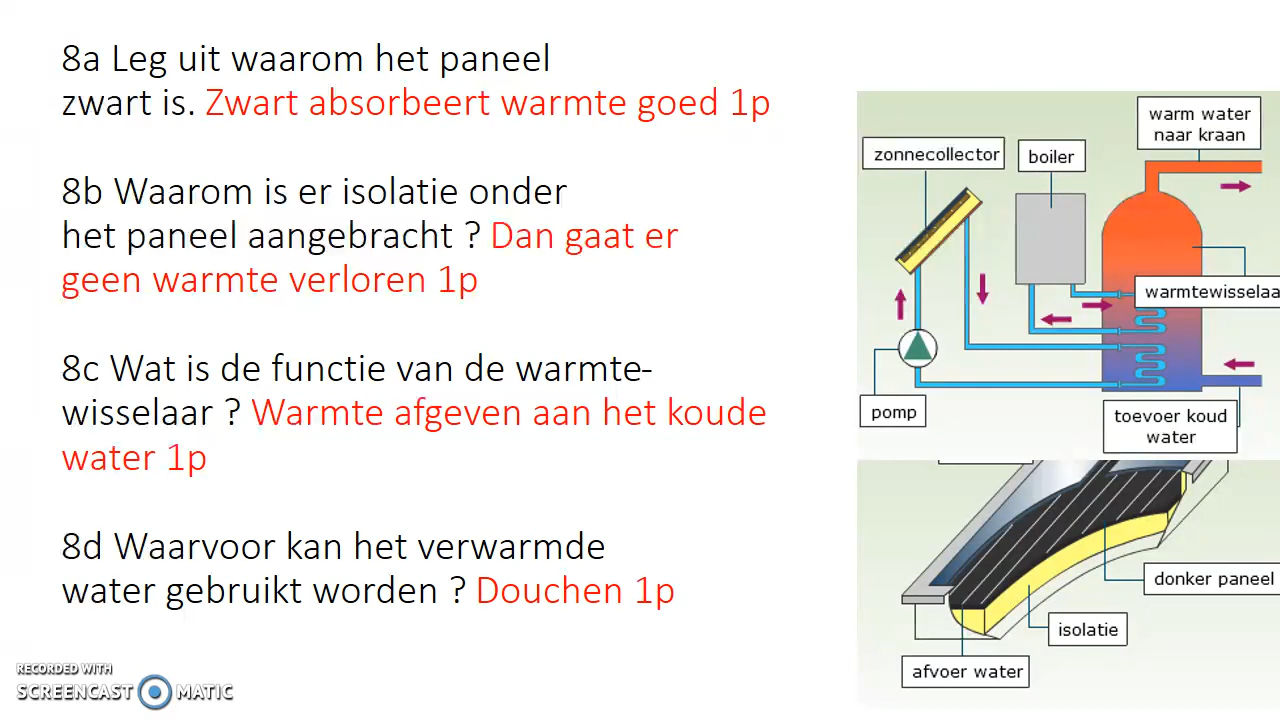 8a Leg uit waarom het paneel
zwart is. Zwart absorbeert warmte goed 1p
8b Waarom is er isolatie onder
het paneel aangebracht ? Dan gaat er
geen warmte verloren 1p
8c Wat is de functie van de warmte-
wisselaar ? Warmte afgeven aan het koude
water 1p
8d Waarvoor kan het verwarmde
water gebruikt worden ? Douchen 1p
warm water
naar kraan
zonnecollector
boiler
warmtewisselaa
pomp
toevoer koud
water
donker paneel
isolatie
afvoer water
RECORDED WITH
SCREENCAST MATIC